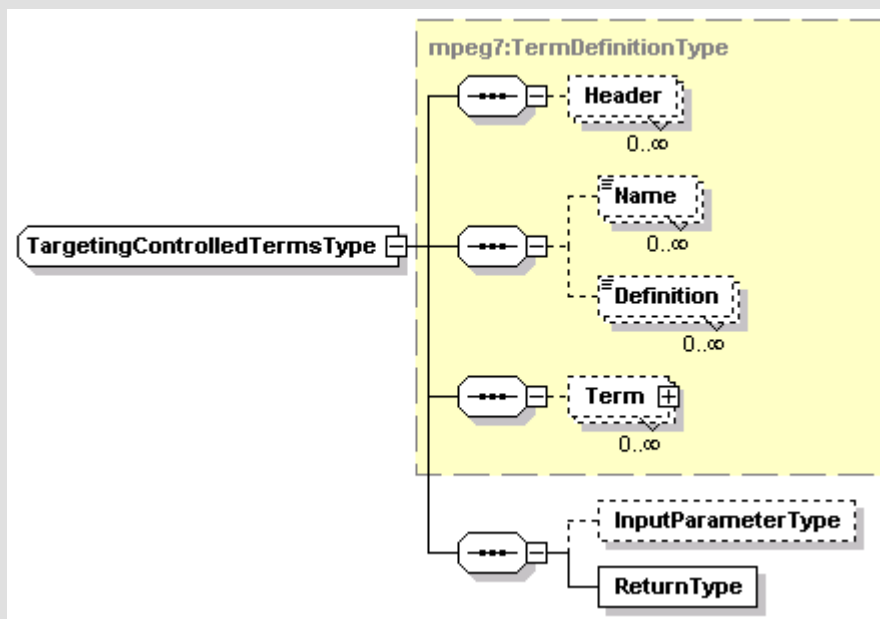 mpeg7:TermDefinitionType
Header
0..∞
Name
0..∞
TargetingControlledTermsType
Definition
0..∞
Term
0..∞
InputParameterType
ReturnType